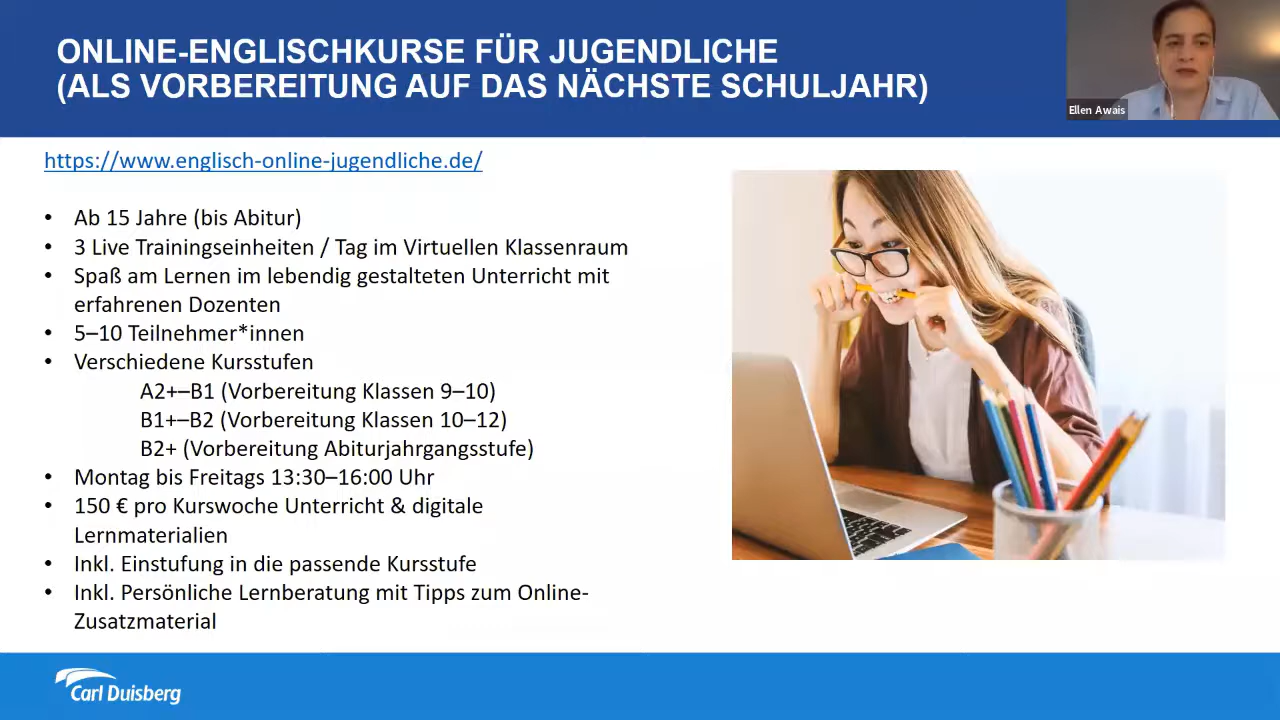 ONLINE-ENGLISCHKURSE FÜR JUGENDLICHE
(ALS VORBEREITUNG AUF DAS NÄCHSTE SCHULJAHR)
Ellen Awais
https://www.englisch-online-jugendliche.de/
• Ab 15 Jahre (bis Abitur)
• 3 Live Trainingseinheiten / Tag im Virtuellen Klassenraum
• Spaß am Lernen im lebendig gestalteten Unterricht mit
erfahrenen Dozenten
• 5–10 Teilnehmer*innen
• Verschiedene Kursstufen
A2+–B1 (Vorbereitung Klassen 9–10)
B1+–B2 (Vorbereitung Klassen 10–12)
B2+ (Vorbereitung Abiturjahrgangsstufe)
• Montag bis Freitags 13:30–16:00 Uhr
• 150 € pro Kurswoche Unterricht & digitale
Lernmaterialien
• Inkl. Einstufung in die passende Kursstufe
• Inkl. Persönliche Lernberatung mit Tipps zum Online-
Zusatzmaterial
Carl Duisberg